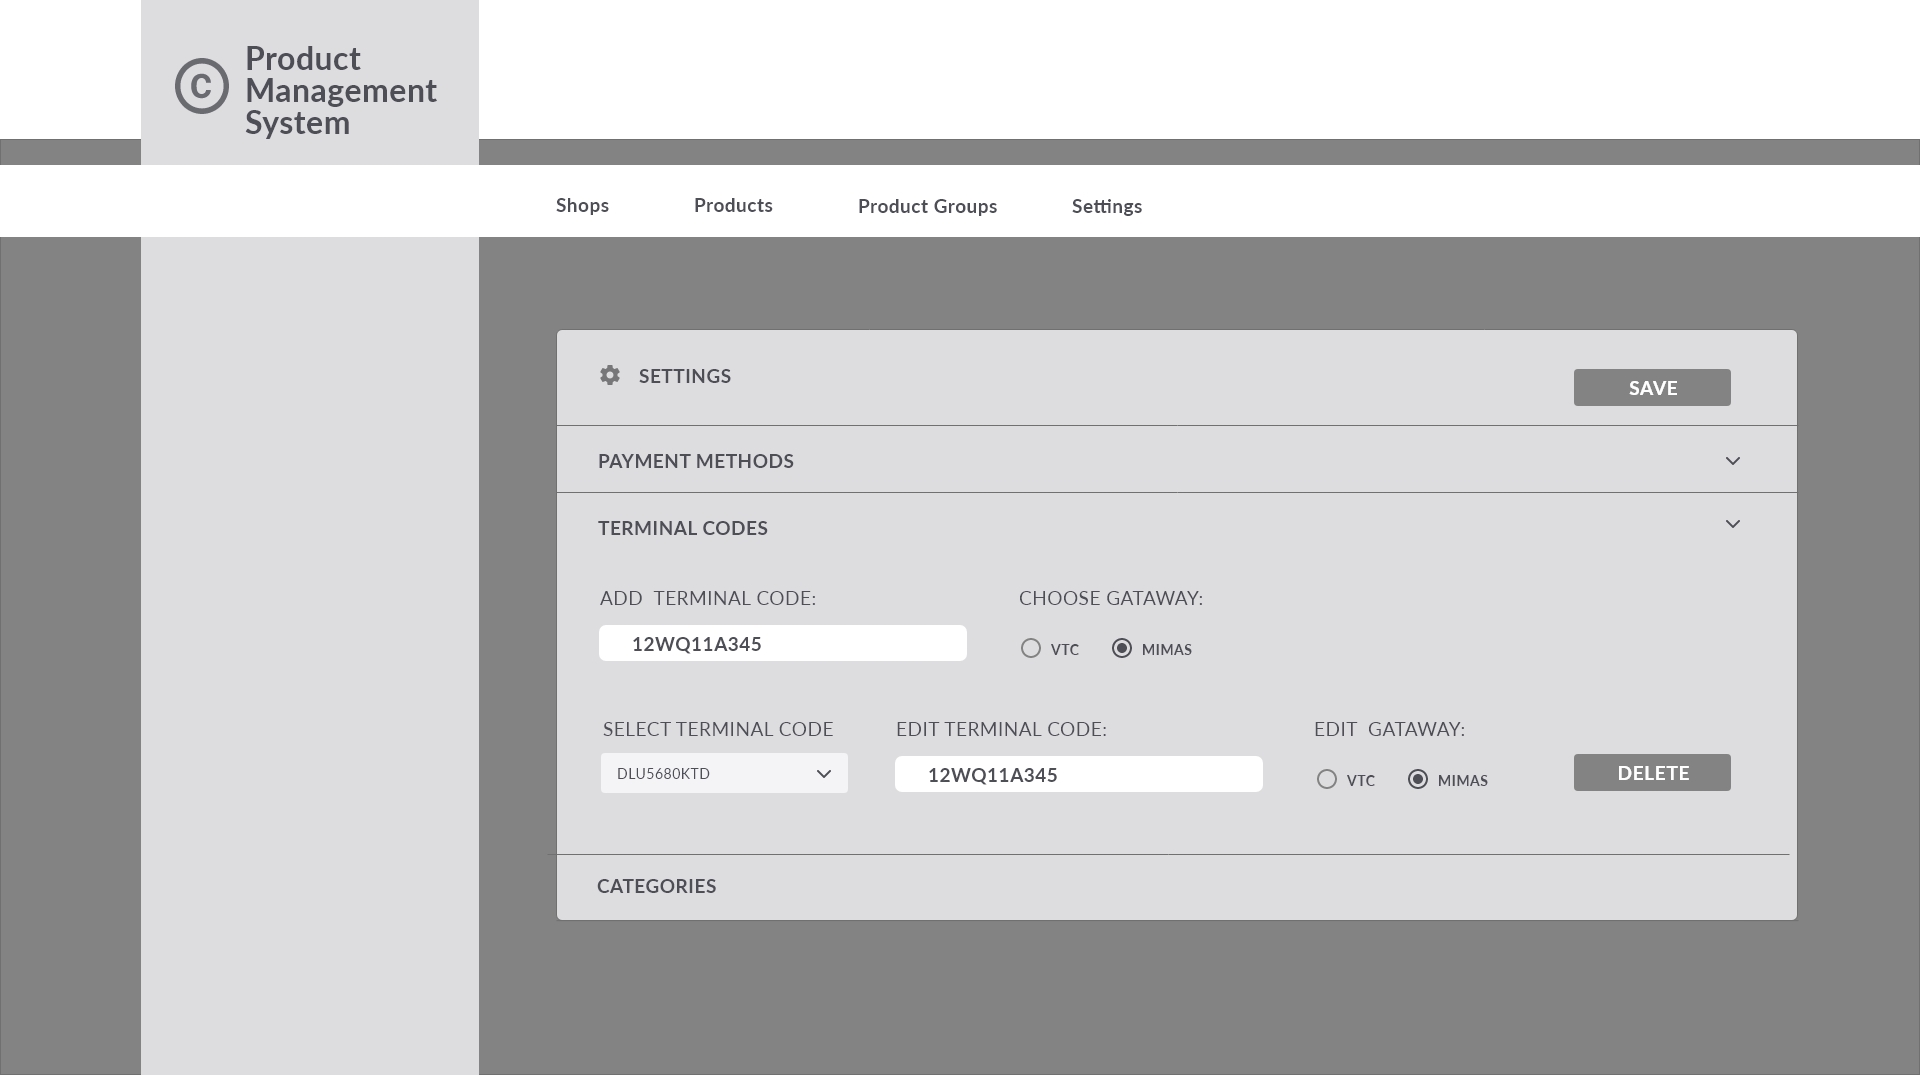 © Product
Management
System
Shops Products Product Groups Settings
SETTINGS SAVE
PAYMENT METHODS
TERMINAL CODES
ADD TERMINAL CODE: CHOOSE GATAWAY:
12WQ11A345 VTC MIMAS
SELECT TERMINAL CODE EDIT TERMINAL CODE: EDIT GATAWAY:
DLU5680KTD 12WQ11A345 VTC MIMAS DELETE
CATEGORIES